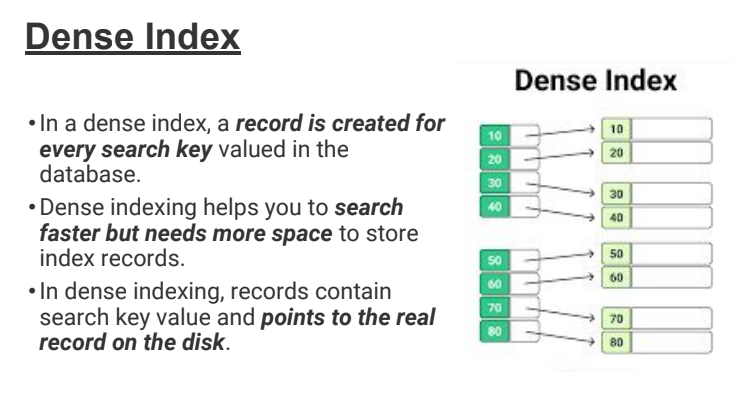 Dense Index
• In a dense index, a record is created for
every search key valued in the
database.
• Dense indexing helps you to search
faster but needs more space to store
index records.
• In dense indexing, records contain
search key value and points to the real
record on the disk.
Dense Index
10 10
20 20
30 30
40 40
50 50
60 60
70 70
80 80